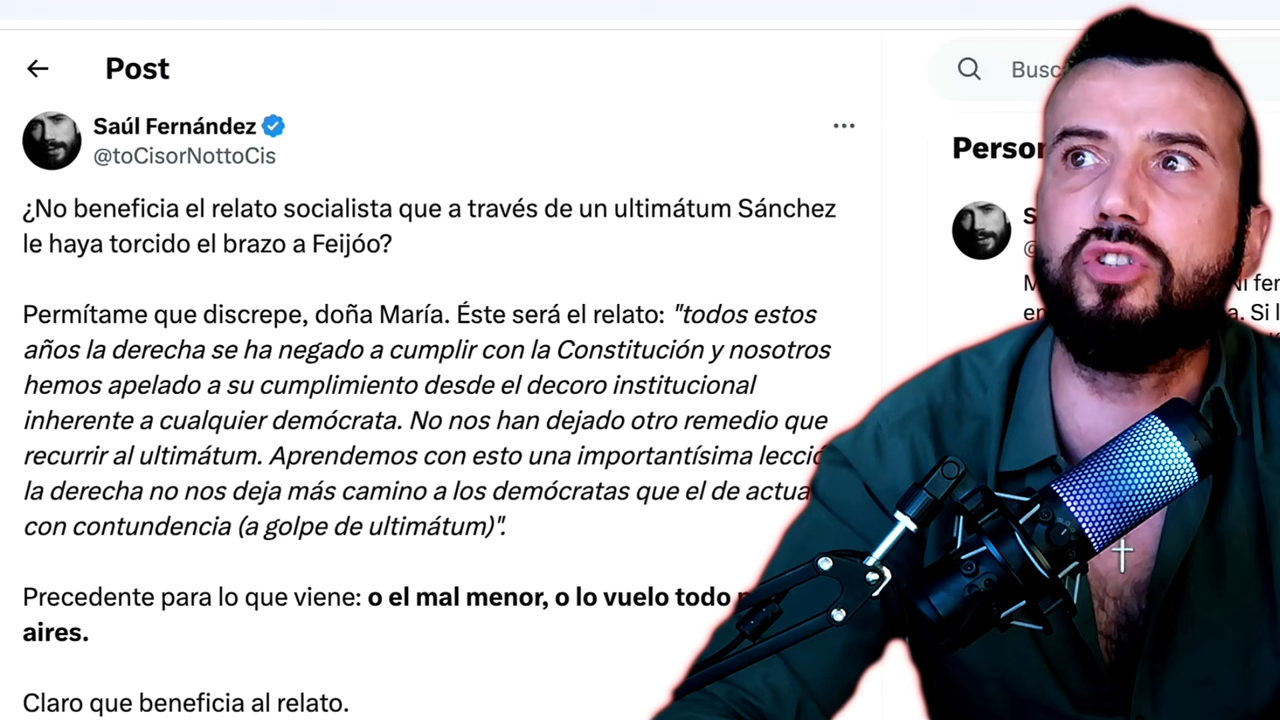 Post
Saúl Fernández
@toCisorNottoCis
¿No beneficia el relato socialista que a través de un ultimátum Sánchez
le haya torcido el brazo a Feijóo?
Permítame que discrepe, doña María. Éste será el relato: "todos estos
años la derecha se ha negado a cumplir con la Constitución y nosotros
hemos apelado a su cumplimiento desde el decoro institucional
inherente a cualquier demócrata. No nos han dejado otro remedio que
recurrir al ultimátum. Aprendemos con esto una importantísima
la derecha no nos deja más camino a los demócratas que el de
con contundencia (a golpe de ultimátum)".
Precedente para lo que viene: o el mal menor, o lo vuelo todo
aires.
Claro que beneficia al relato.